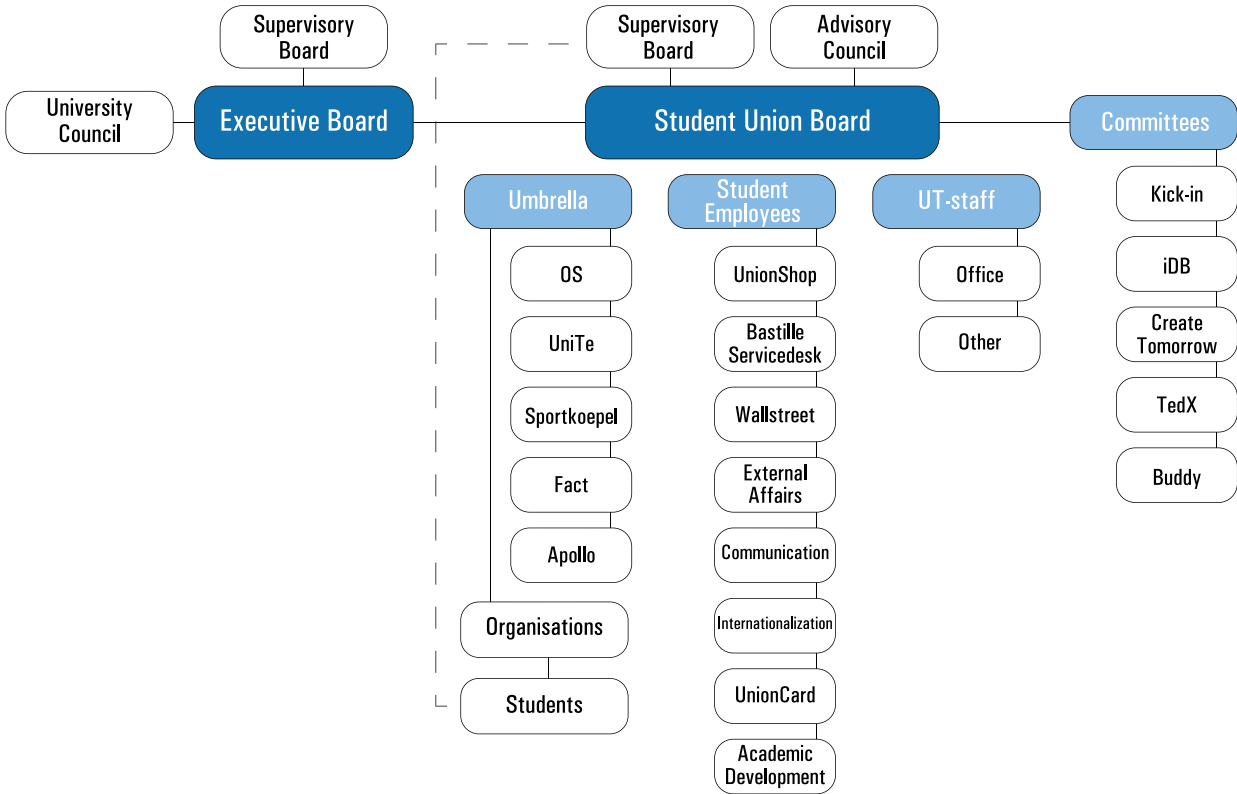 Supervisory
Board
Supervisory
Board
Advisory
Council
University
Council
Executive Board
Student Union Board
Committees
Umbrella
OS
UniTe
Sportkoepel
Fact
Apollo
Organisations
Students
Student
Employees
UnionShop
Bastille
Servicedesk
Wallstreet
External
Affairs
Communication
Internationalization
UnionCard
Academic
Development
UT-staff
Office
Other
Kick-in
iDB
Create
Tomorrow
TedX
Buddy